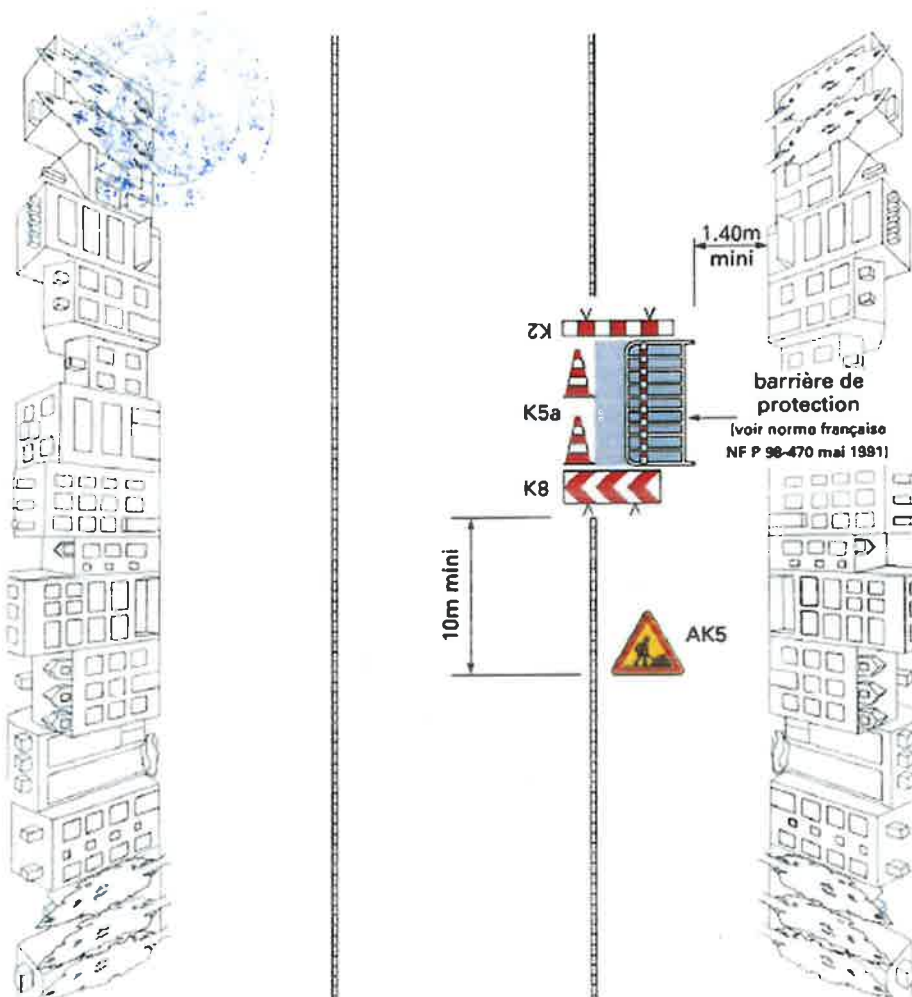 1.40m
mini
K2
K5a
barrière de
protection
(voir norme française
NF P 98-470 mai 1991)
K8
10m mini
AK5